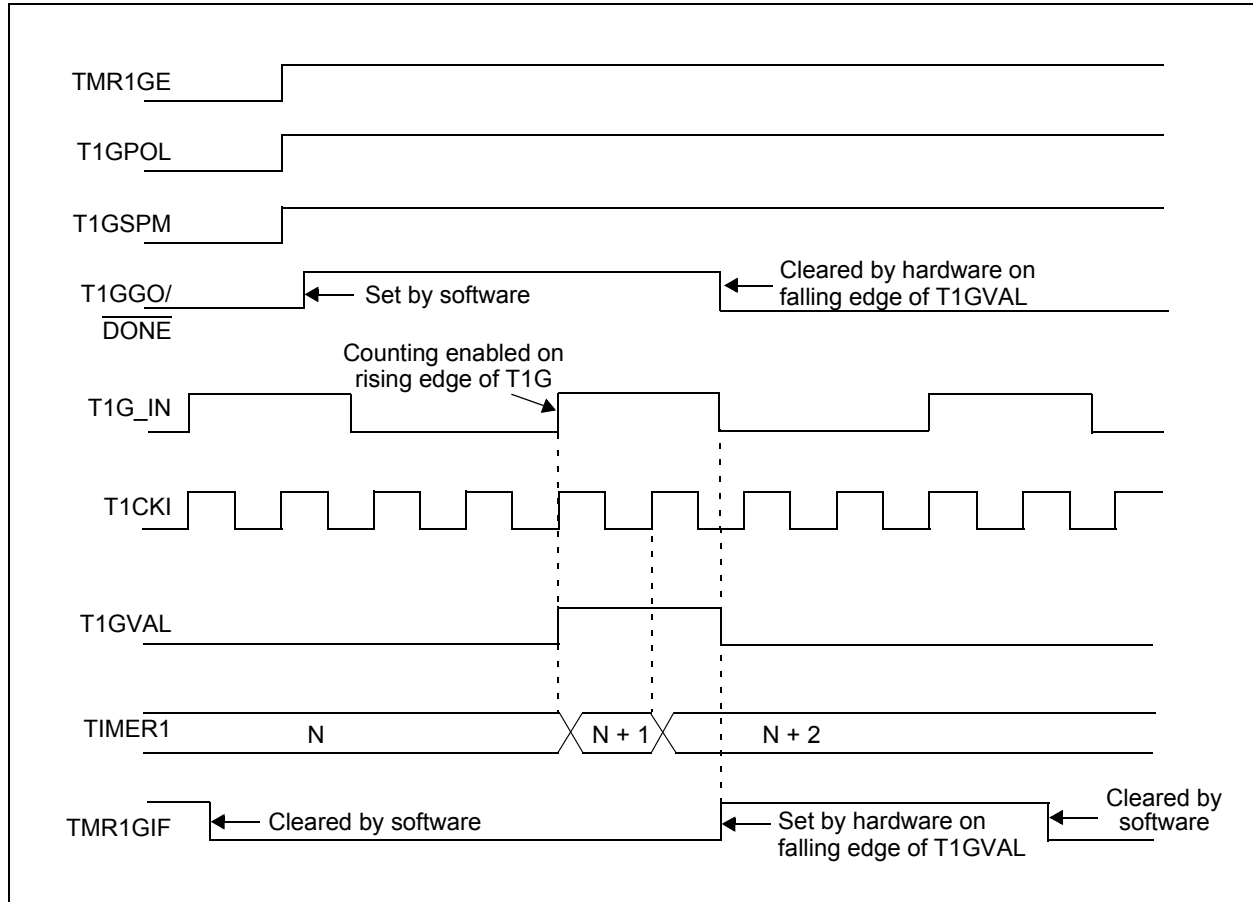 TMR1GE
T1GPOL
T1GSPM
T1GGO/
DONE
Set by software
Cleared by hardware on
falling edge of T1GVAL
Counting enabled on
rising edge of T1G
T1G_IN
T1CKI
T1GVAL
TIMER1
N
N + 1
N + 2
TMR1GIF
Cleared by software
Set by hardware on
falling edge of T1GVAL
Cleared by
software